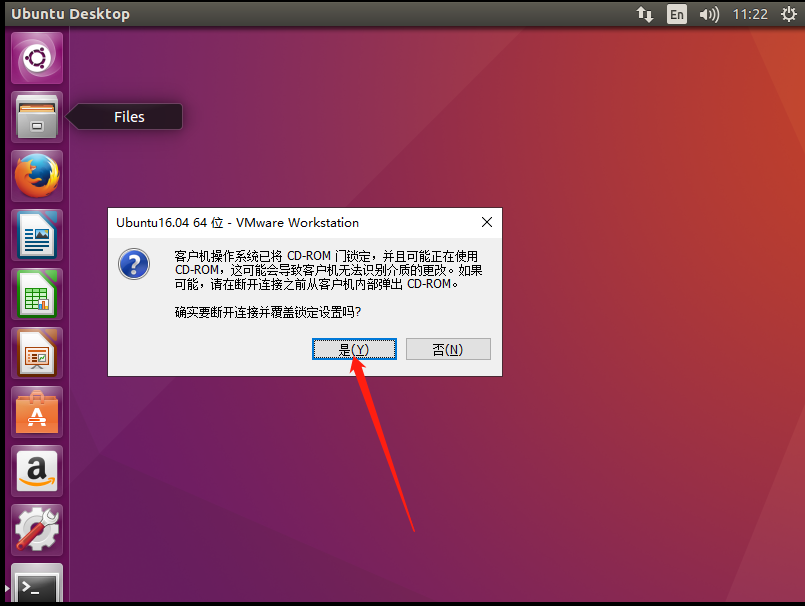 Ubuntu Desktop
En
11:22
Files
Ubuntu16.04 64 位 - VMware Workstation
客户机操作系统已将 CD-ROM 门锁定，并且可能正在使用
CD-ROM，这可能会导致客户机无法识别介质的更改。如果
可能，请在断开连接之前从客户机内部弹出 CD-ROM。
确实要断开连接并覆盖锁定设置吗?
是(Y)
否(N)
A
a
>_